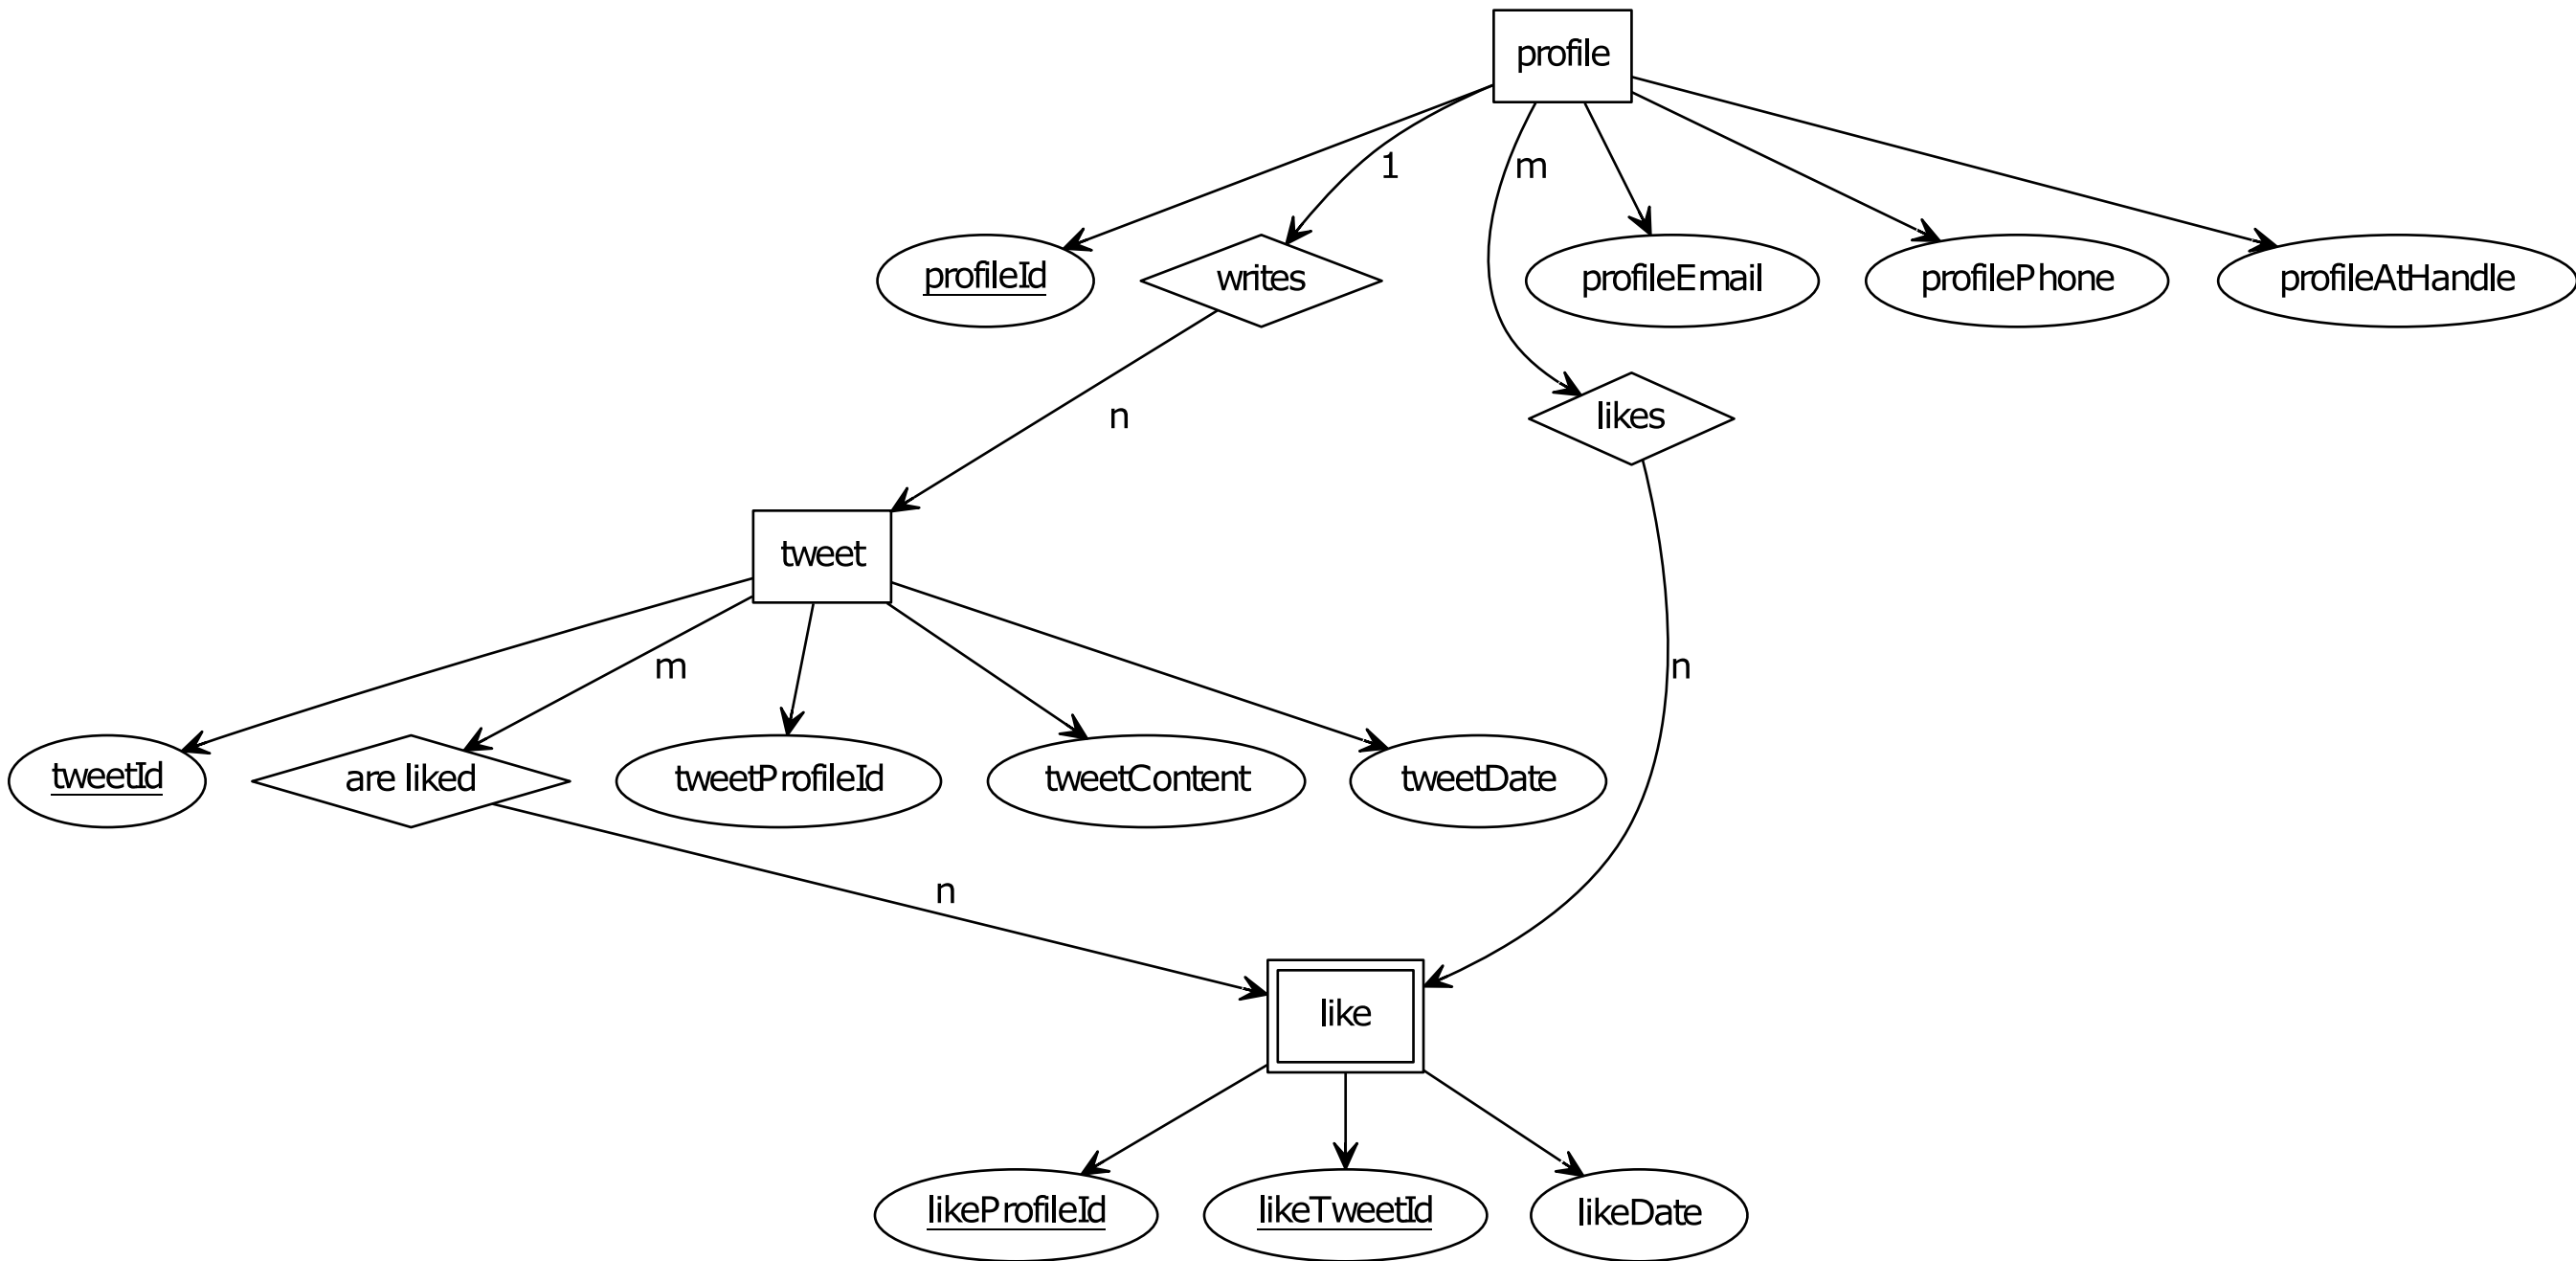 profile
1
m
profileId
writes
profileEmail
profilePhone
profileAtHandle
n
likes
tweet
m
n
tweetId
are liked
tweetProfileId
tweetContent
tweetDate
n
like
likeProfileId
likeTweetId
likeDate